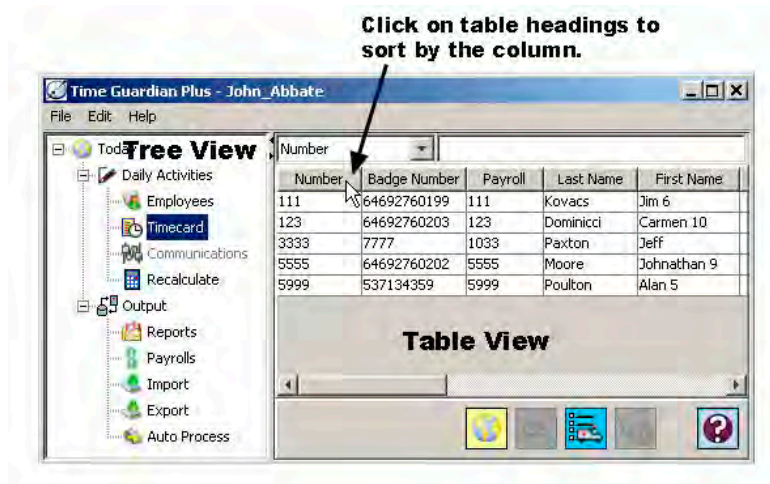 Click on table headings to
sort by the column.
Time Guardian Plus - John_Abbate
File Edit Help
Tree View
Number
Daily Activities
Employees
Timecard
Communications
Recalculate
Output
Reports
Payrolls
Import
Export
Auto Process
Number Badge Number Payroll Last Name First Name
111 64692760199 111 Kovacs Jim 6
123 64692760203 123 Dominicci Carmen 10
3333 7777 1033 Paxton Jeff
5555 64692760202 5555 Moore Johnathan 9
5999 537134359 5999 Poulton Alan 5
Table View